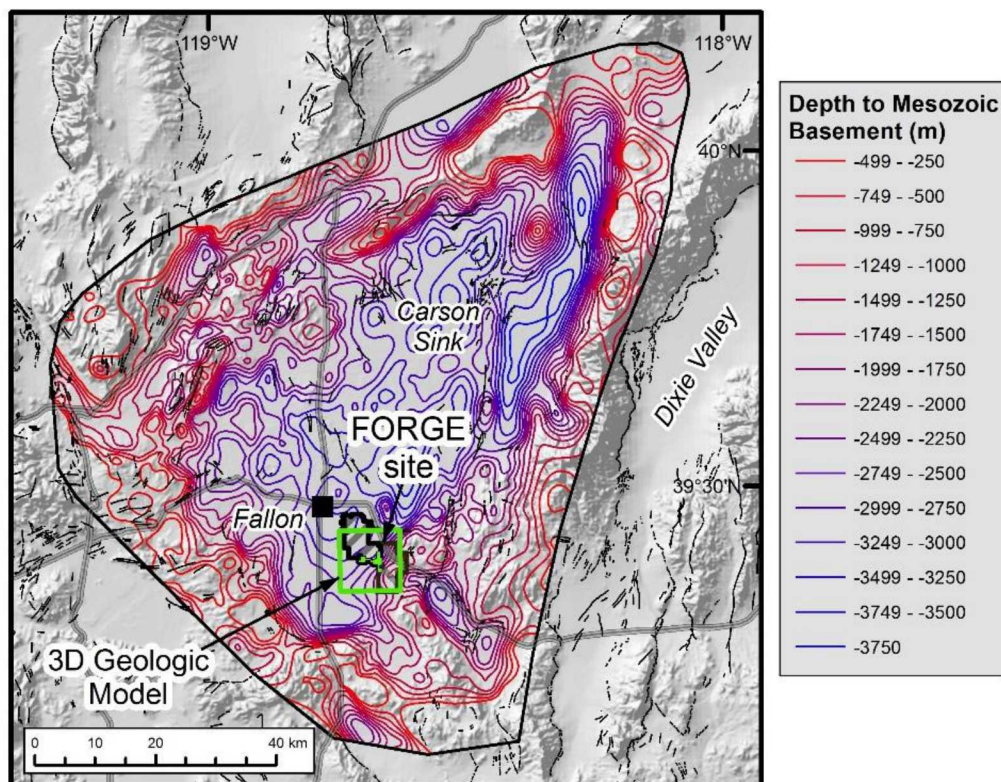 119°W
118°W
40°N
Carson
Sink
Dixie Valley
FORGE
site
39°30'N
Fallon
3D Geologic
Model
0 10 20 40 km
Depth to Mesozoic
Basement (m)
-499 - -250
-749 - -500
-999 - -750
-1249 - -1000
-1499 - -1250
-1749 - -1500
-1999 - -1750
-2249 - -2000
-2499 - -2250
-2749 - -2500
-2999 - -2750
-3249 - -3000
-3499 - -3250
-3749 - -3500
-3750